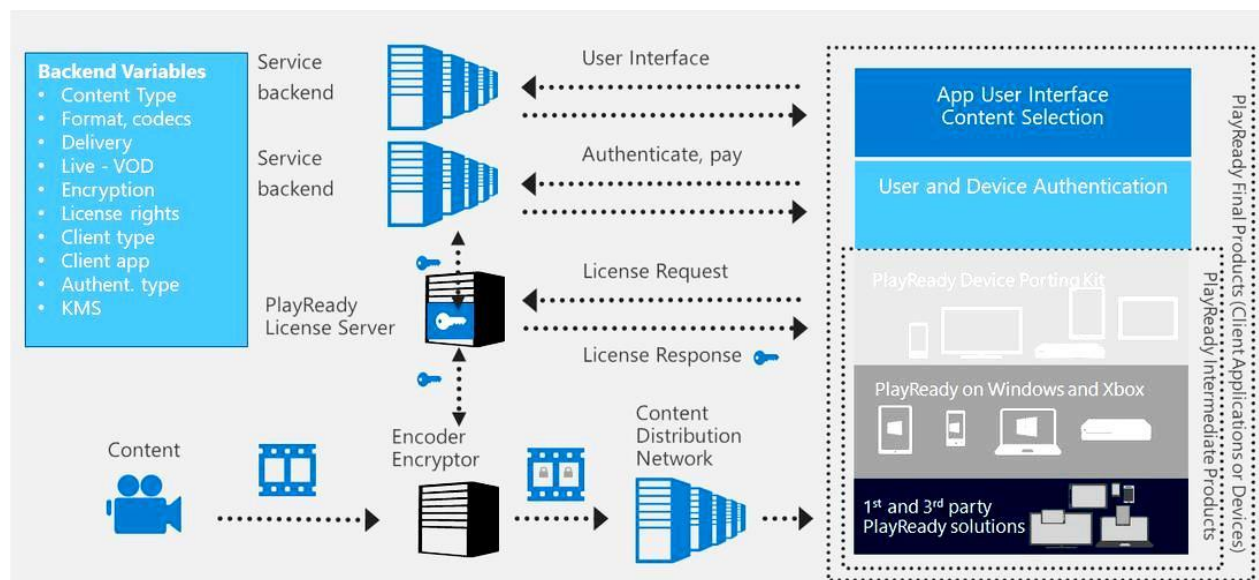 Backend Variables
• Content Type
• Format, codecs
• Delivery
• Live - VOD
• Encryption
• License rights
• Client type
• Client app
• Authent. type
• KMS
Service
backend
User Interface
Service
backend
Authenticate, pay
PlayReady
License Server
License Request
License Response
Content
Encoder
Encryptor
Content
Distribution
Network
App User Interface
Content Selection
User and Device Authentication
PlayReady Device Porting Kit
PlayReady on Windows and Xbox
1st and 3rd party
PlayReady solutions
PlayReady Intermediate Products
PlayReady Final Products (Client Applications or Devices)